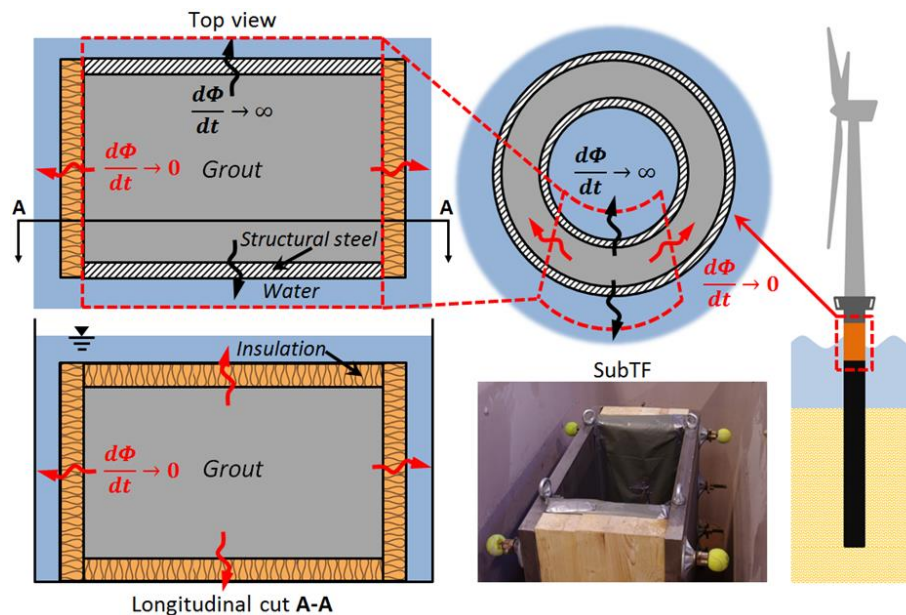 Top view
dΦ
dt → ∞
dΦ
dt → 0
Grout
A
A
Structural steel
Water
Insulation
dΦ
dt → 0
Grout
Longitudinal cut A-A
dΦ
dt → ∞
dΦ
dt → 0
SubTF